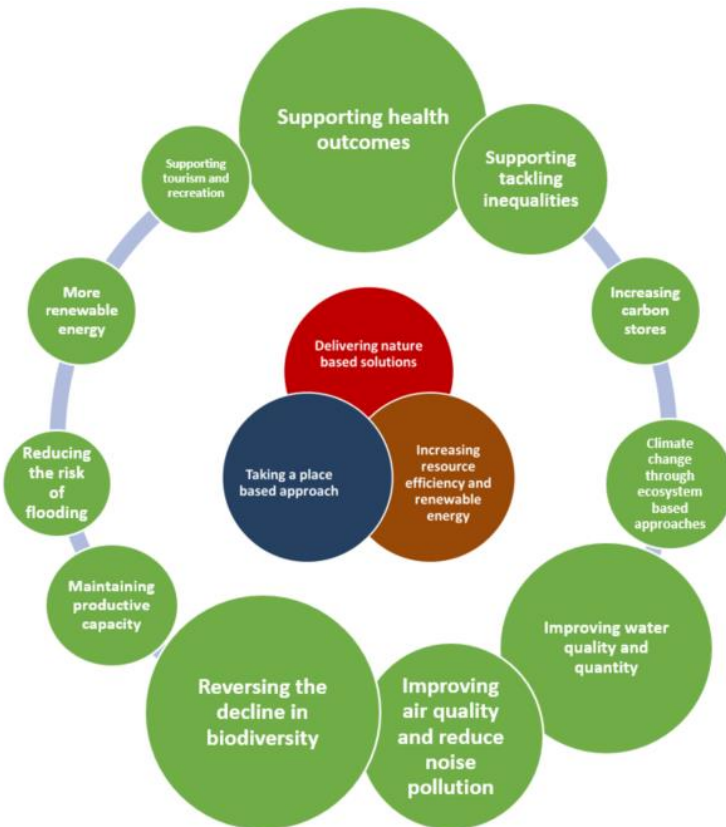 Supporting health
outcomes
Supporting
tackling
inequalities
Increasing
carbon
stores
Climate
change
through
ecosystem
based
approaches
Improving water
quality and
quantity
Improving
air quality
and reduce
noise
pollution
Reversing the
decline in
biodiversity
Maintaining
productive
capacity
Reducing
the risk
of
flooding
More
renewable
energy
Supporting
tourism and
recreation
Delivering nature
based solutions
Increasing
resource
efficiency and
renewable
energy
Taking a place
based approach